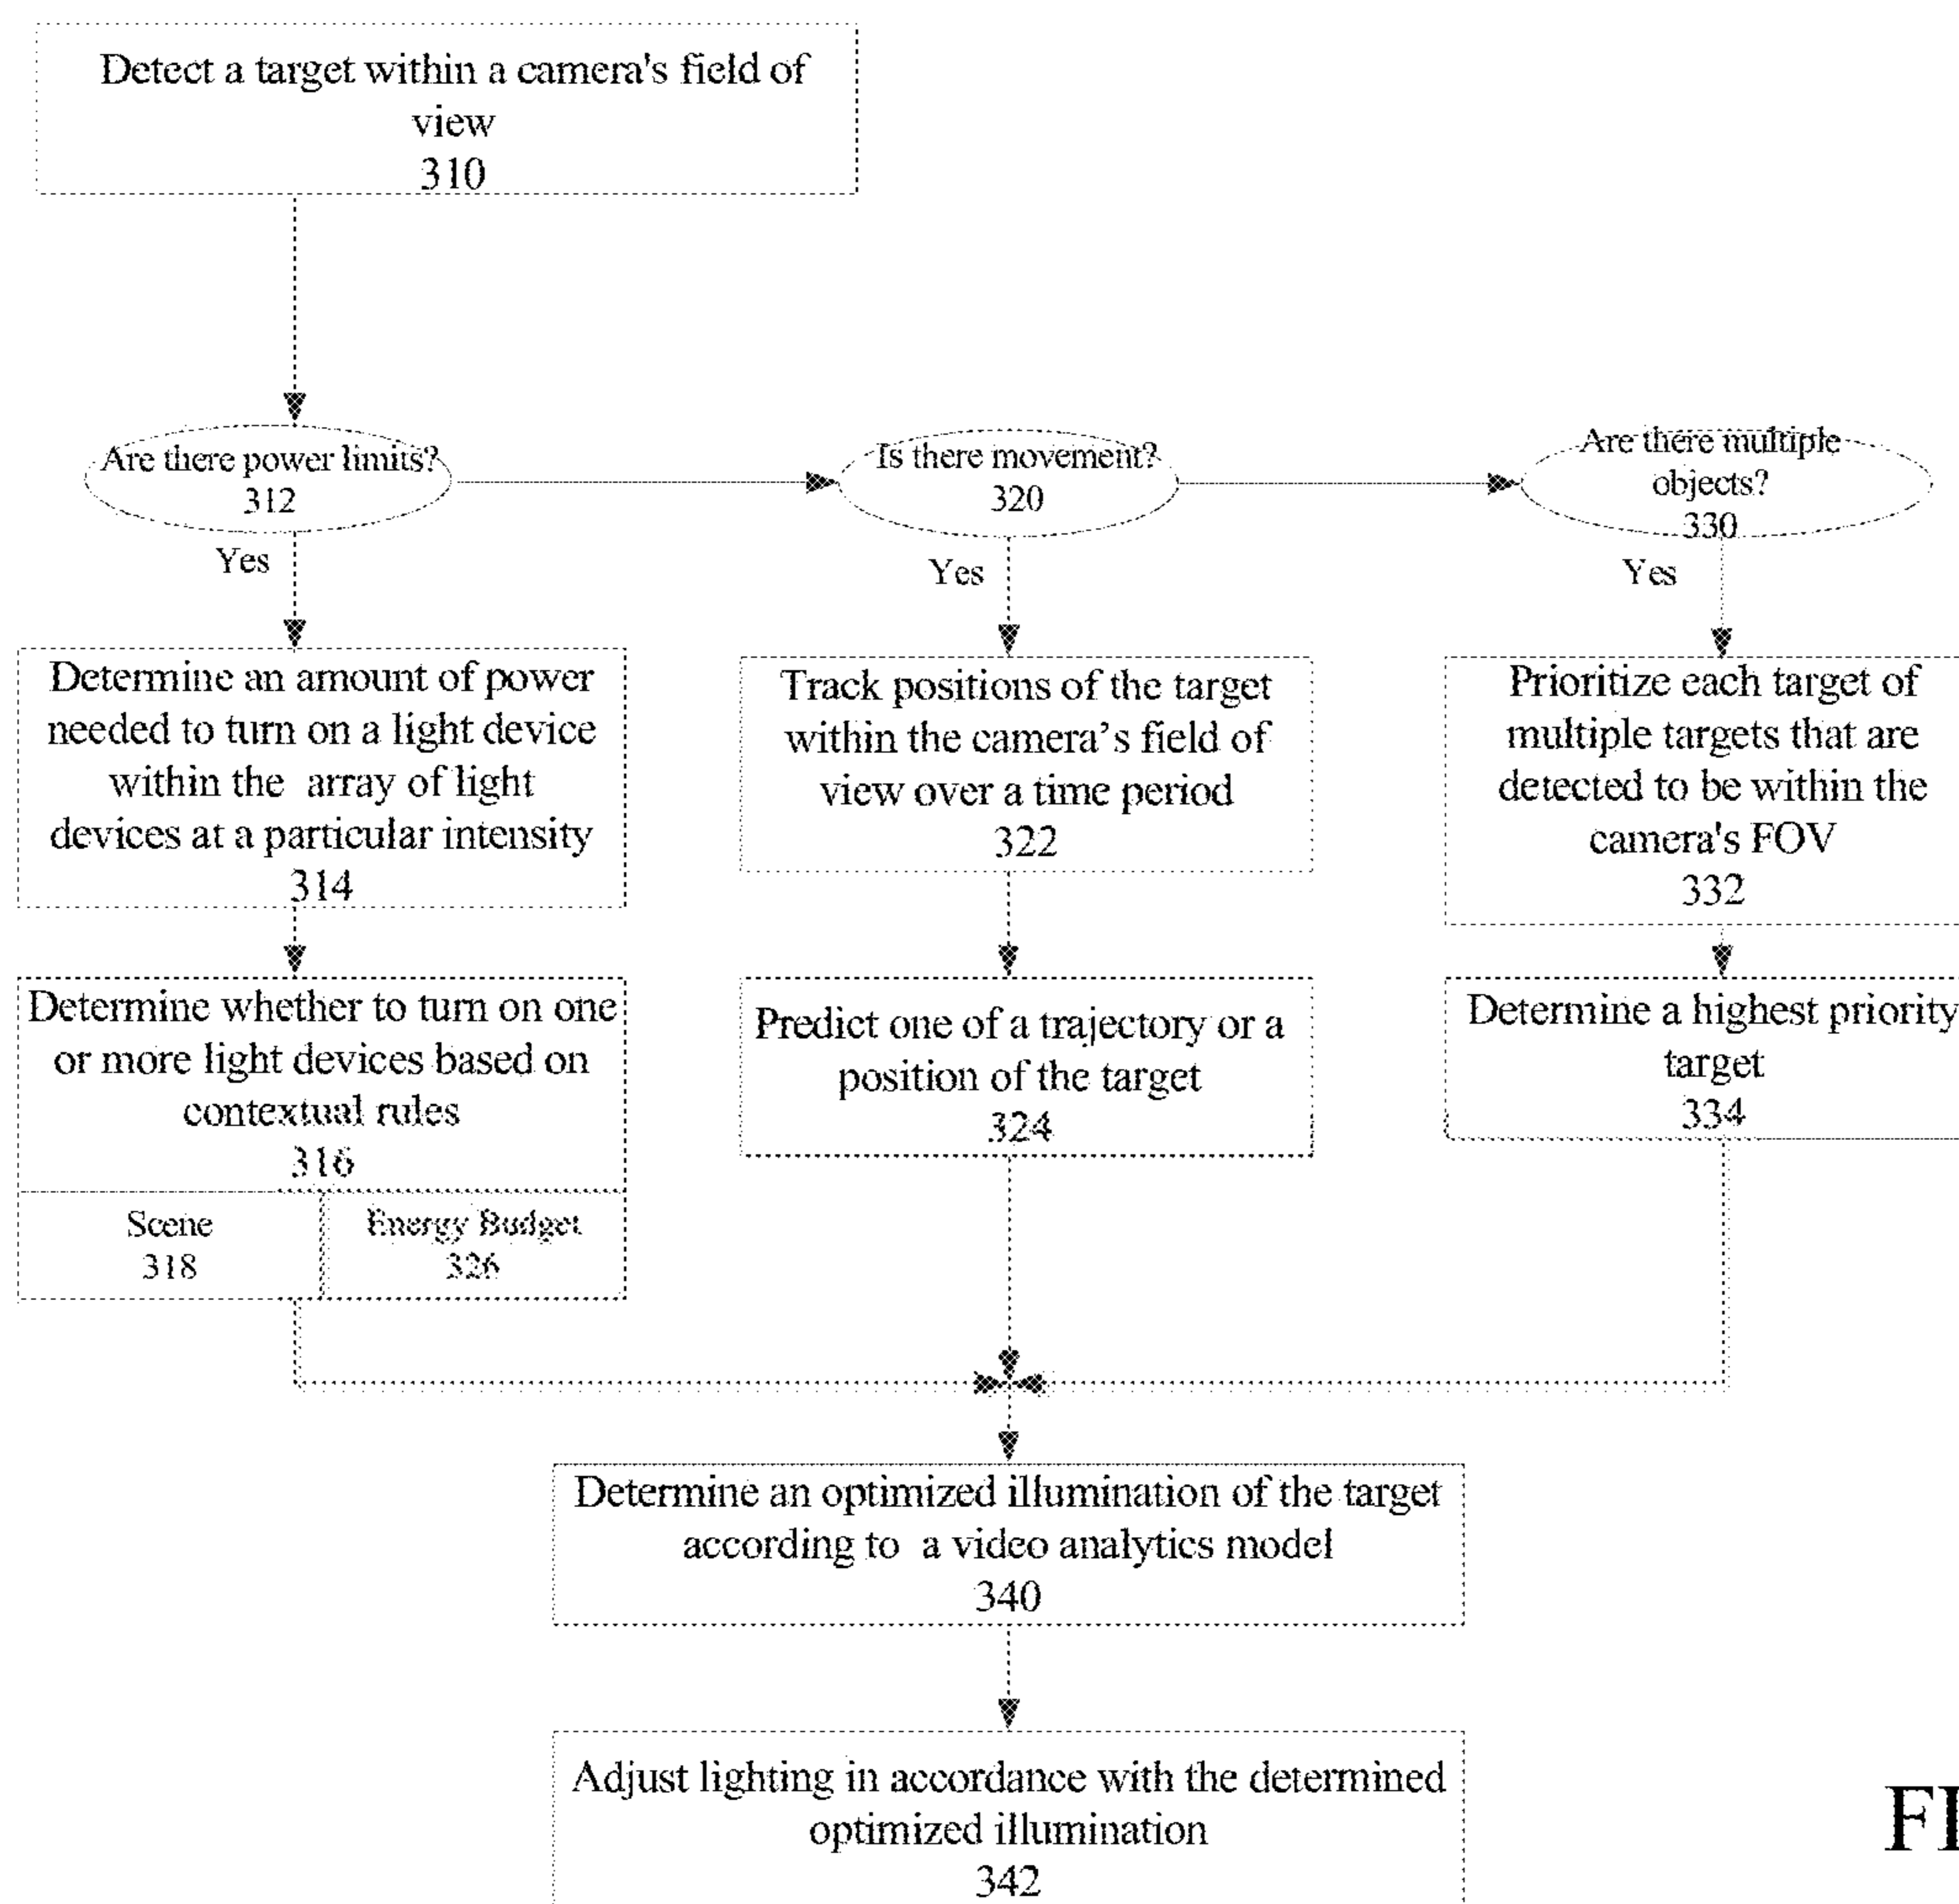 Detect a target within a camera's field of
view
310
Are there power limits?
312
Yes
Is there movement?
320
Yes
Are there multiple
objects?
330
Yes
Determine an amount of power
needed to turn on a light device
within the array of light
devices at a particular intensity
314
Track positions of the target
within the camera's field of
view over a time period
322
Prioritize each target of
multiple targets that are
detected to be within the
camera's FOV
332
Determine whether to turn on one
or more light devices based on
contextual rules
316
Scene
318
Energy Budget
326
Predict one of a trajectory or a
position of the target
324
Determine a highest priority
target
334
Determine an optimized illumination of the target
according to a video analytics model
340
Adjust lighting in accordance with the determined
optimized illumination
342
FI